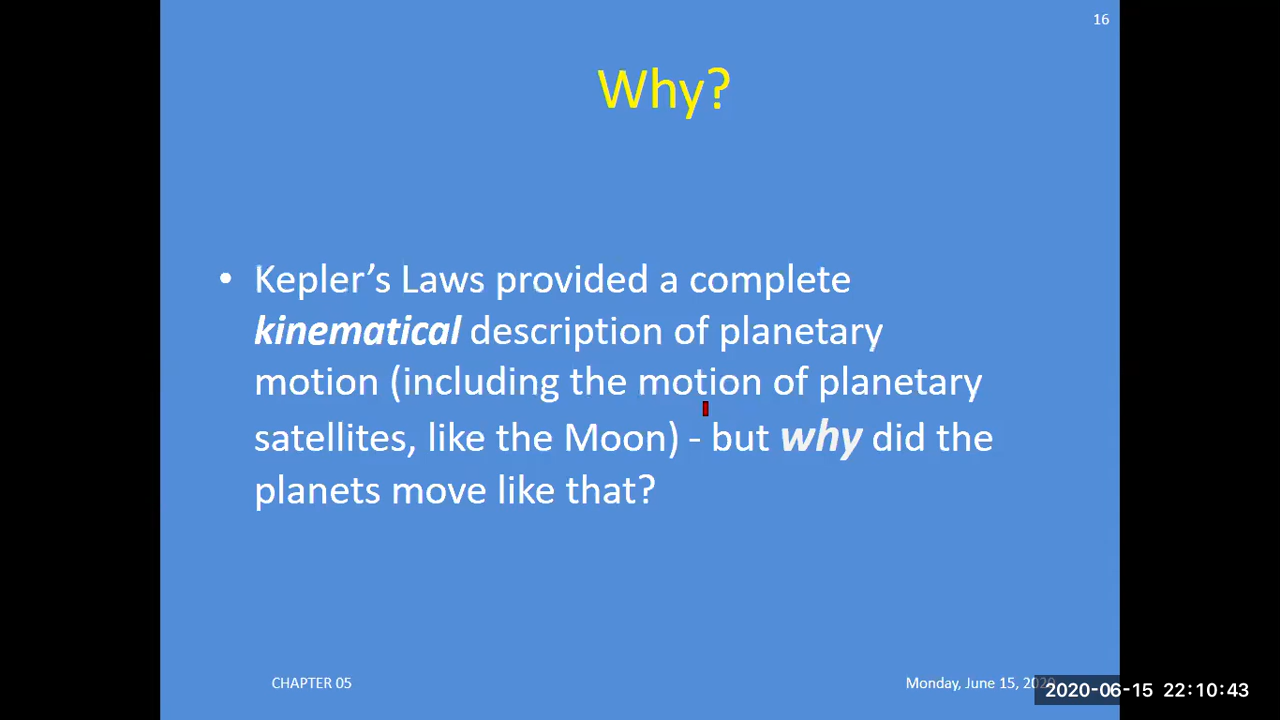 16
Why?
• Kepler’s Laws provided a complete
kinematical description of planetary
motion (including the motion of planetary
satellites, like the Moon) - but why did the
planets move like that?
CHAPTER 05
Monday, June 15, 2020
2020-06-15 22:10:43